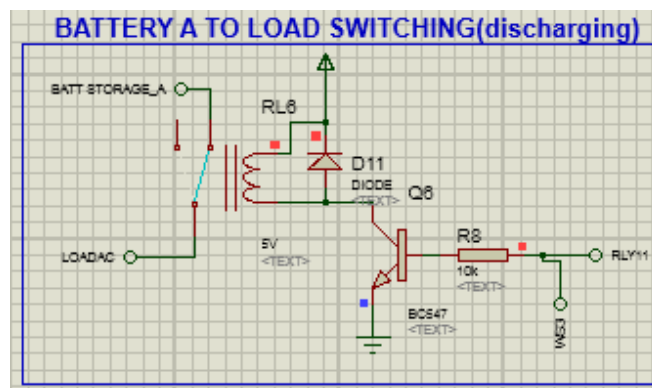 BATTERY A TO LOAD SWITCHING(discharging)
BATT STORAGE_A
RL6
D11
DIODE
<TEXT>
Q6
LOADAC
5V
<TEXT>
R8
10k
<TEXT>
RLY11
BC547
<TEXT>